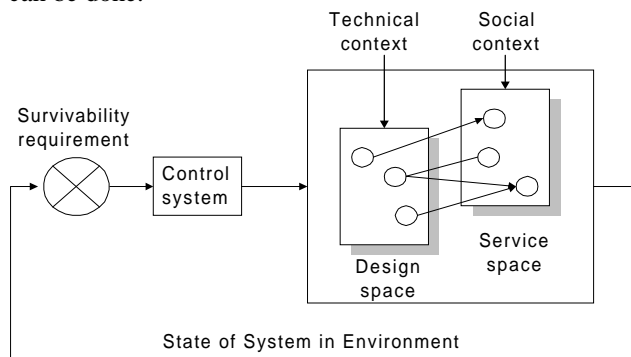 can be done.
Technical
context
Social
context
Survivability
requirement
Control
system
Design
space
Service
space
State of System in Environment